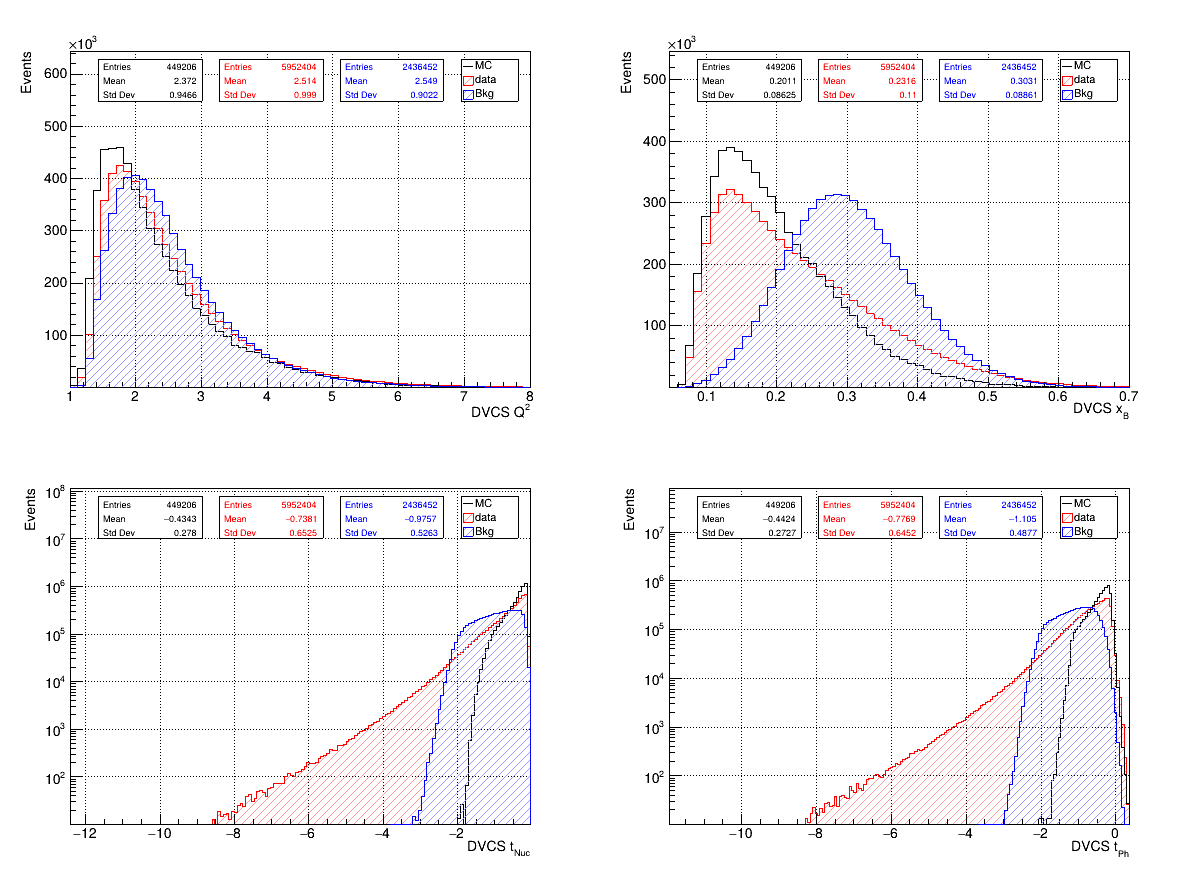 ×10³
Events
Entries 449206
Mean 2.372
Std Dev 0.9466
Entries 5952404
Mean 2.514
Std Dev 0.999
Entries 2436452
Mean 2.549
Std Dev 0.9022
MC
data
Bkg
600
500
400
300
200
100
1 2 3 4 5 6 7 8
DVCS Q²
×10³
Events
Entries 449206
Mean 0.2011
Std Dev 0.08625
Entries 5952404
Mean 0.2316
Std Dev 0.11
Entries 2436452
Mean 0.3031
Std Dev 0.08861
MC
data
Bkg
500
400
300
200
100
0.1 0.2 0.3 0.4 0.5 0.6 0.7
DVCS x_B
Events
Entries 449206
Mean −0.4343
Std Dev 0.278
Entries 5952404
Mean −0.7381
Std Dev 0.6525
Entries 2436452
Mean −0.9757
Std Dev 0.5263
MC
data
Bkg
10⁸
10⁷
10⁶
10⁵
10⁴
10³
10²
−12 −10 −8 −6 −4 −2
DVCS t_Nuc
Events
Entries 449206
Mean −0.4424
Std Dev 0.2727
Entries 5952404
Mean −0.7769
Std Dev 0.6452
Entries 2436452
Mean −1.105
Std Dev 0.4877
MC
data
Bkg
10⁷
10⁶
10⁵
10⁴
10³
10²
−10 −8 −6 −4 −2 0
DVCS t_Ph